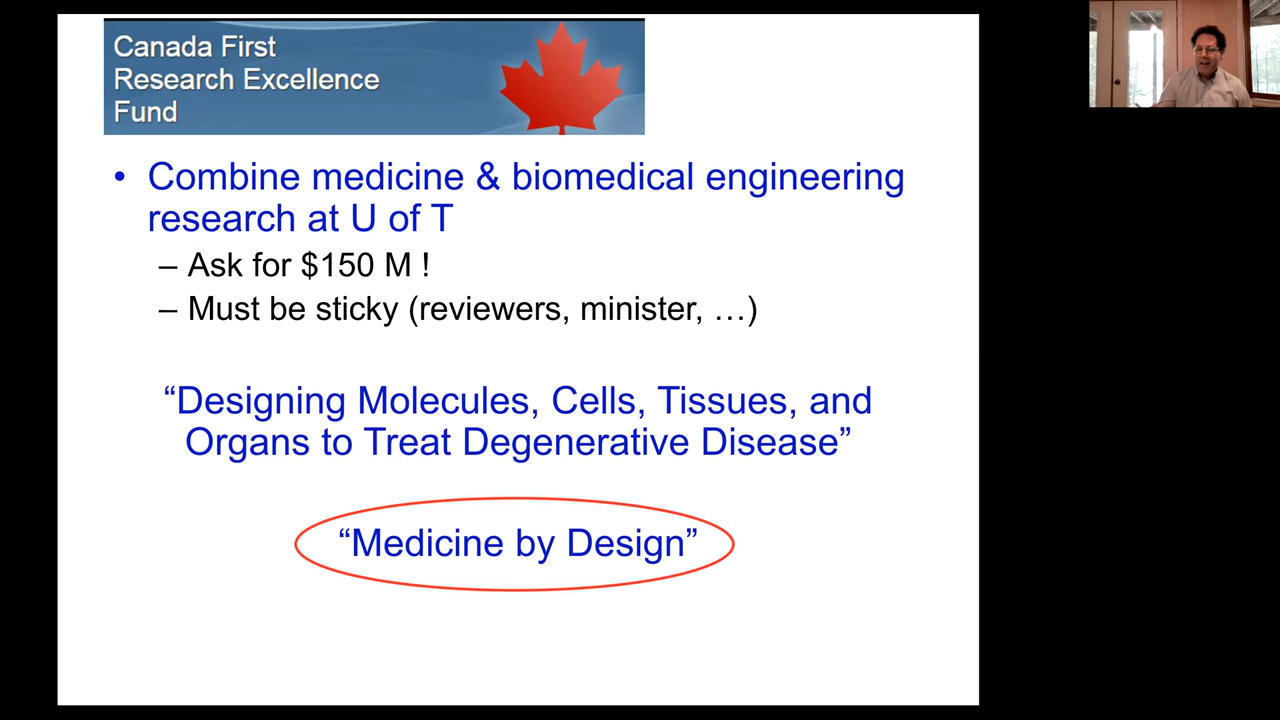 Canada First
Research Excellence
Fund
• Combine medicine & biomedical engineering
research at U of T
– Ask for $150 M !
– Must be sticky (reviewers, minister, …)
“Designing Molecules, Cells, Tissues, and
Organs to Treat Degenerative Disease”
“Medicine by Design”